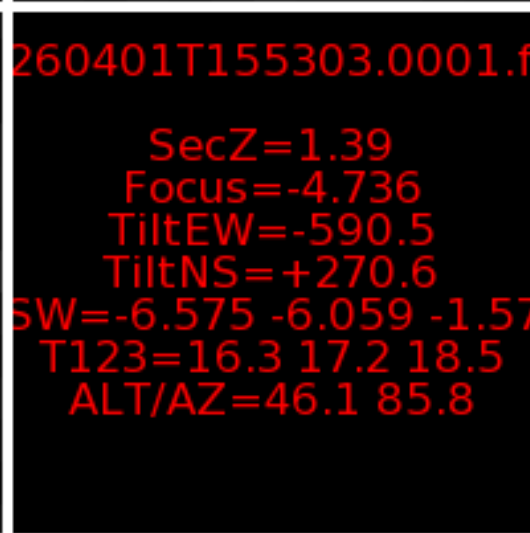 260401T155303.0001.f
SecZ=1.39
Focus=-4.736
TiltEW=-590.5
TiltNS=+270.6
SW=-6.575 -6.059 -1.57
T123=16.3 17.2 18.5
ALT/AZ=46.1 85.8